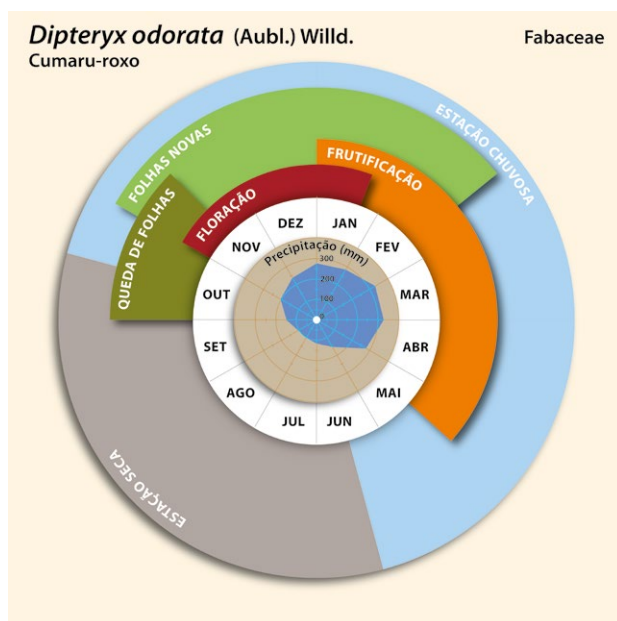 Dipteryx odorata (Aubl.) Willd.
Fabaceae
Cumaru-roxo
ESTAÇÃO CHUVOSA
FOLHAS NOVAS
FRUTIFICAÇÃO
QUEDA DE FOLHAS
FLORAÇÃO
DEZ
JAN
NOV
FEV
Precipitação (mm)
300
200
100
0
OUT
MAR
SET
ABR
AGO
MAI
JUL
JUN
ESTAÇÃO SECA